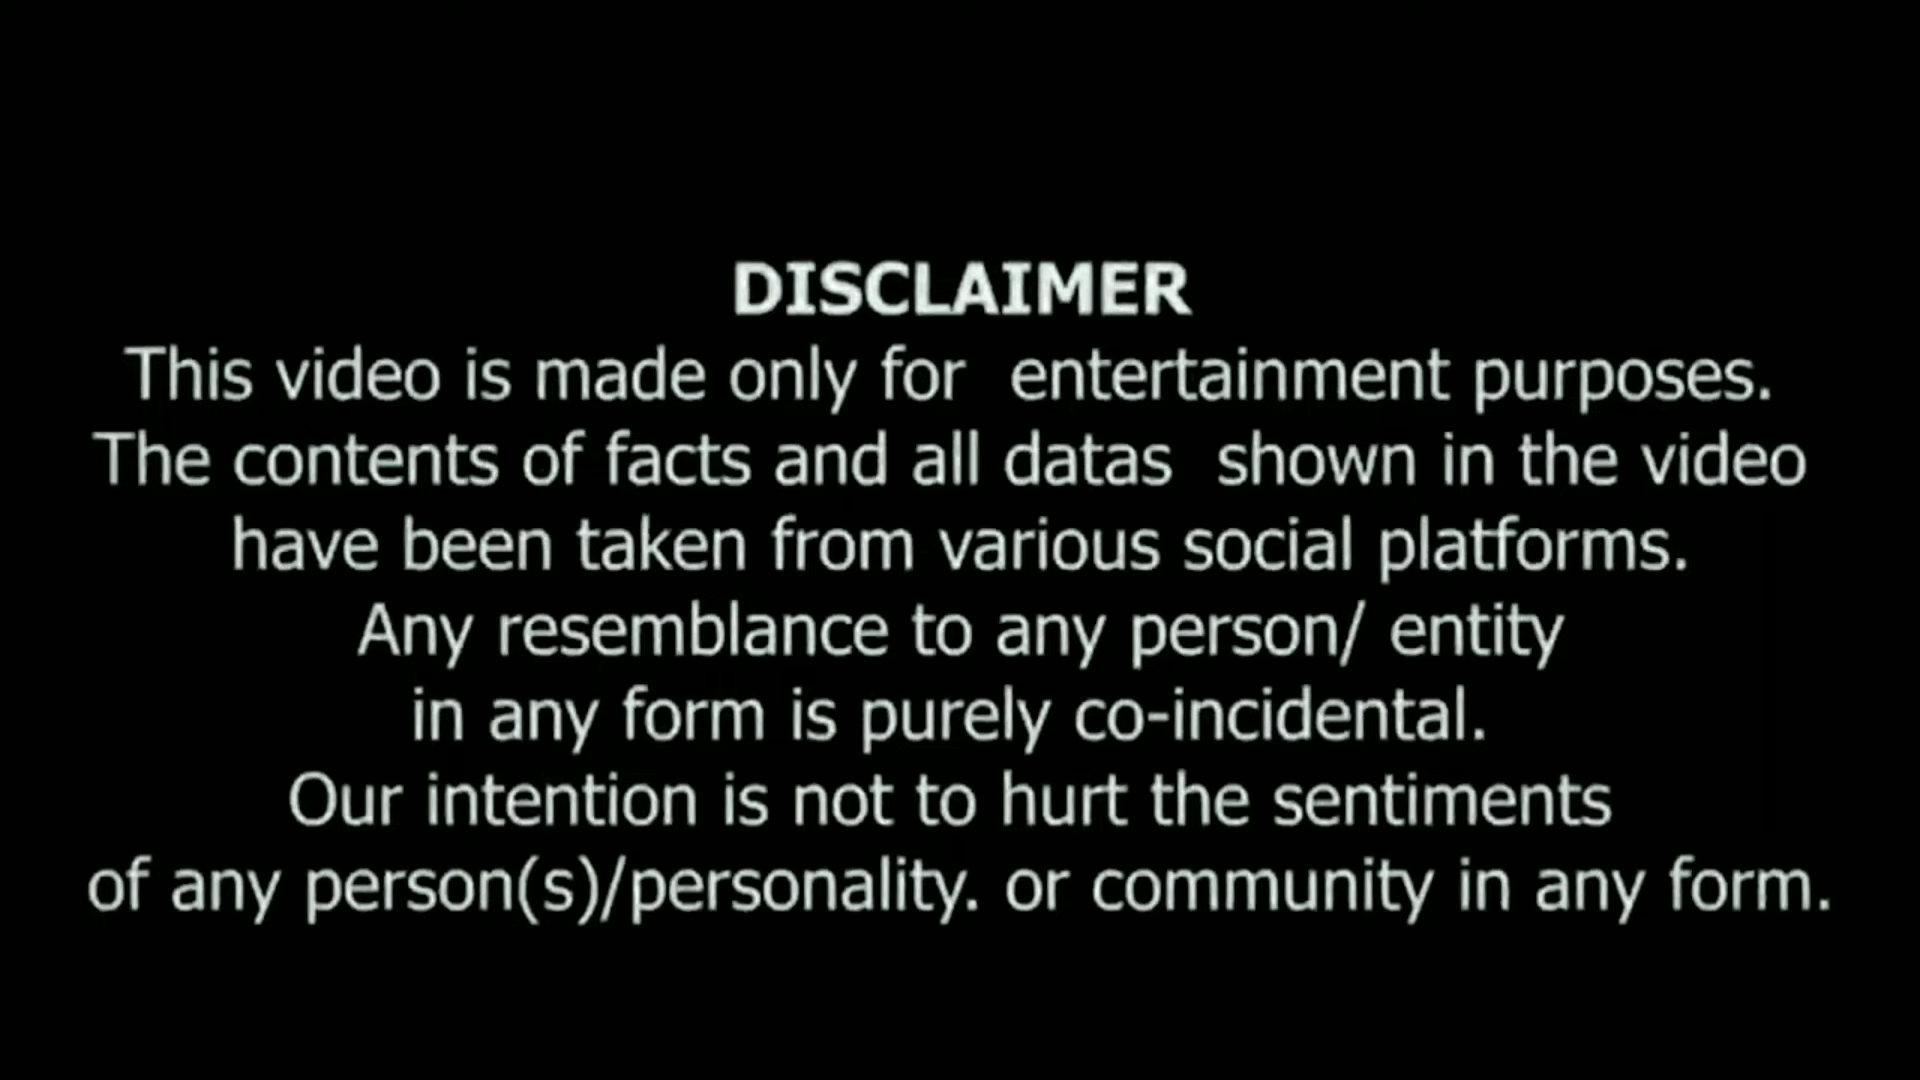 DISCLAIMER
This video is made only for entertainment purposes.
The contents of facts and all datas shown in the video
have been taken from various social platforms.
Any resemblance to any person/ entity
in any form is purely co-incidental.
Our intention is not to hurt the sentiments
of any person(s)/personality. or community in any form.